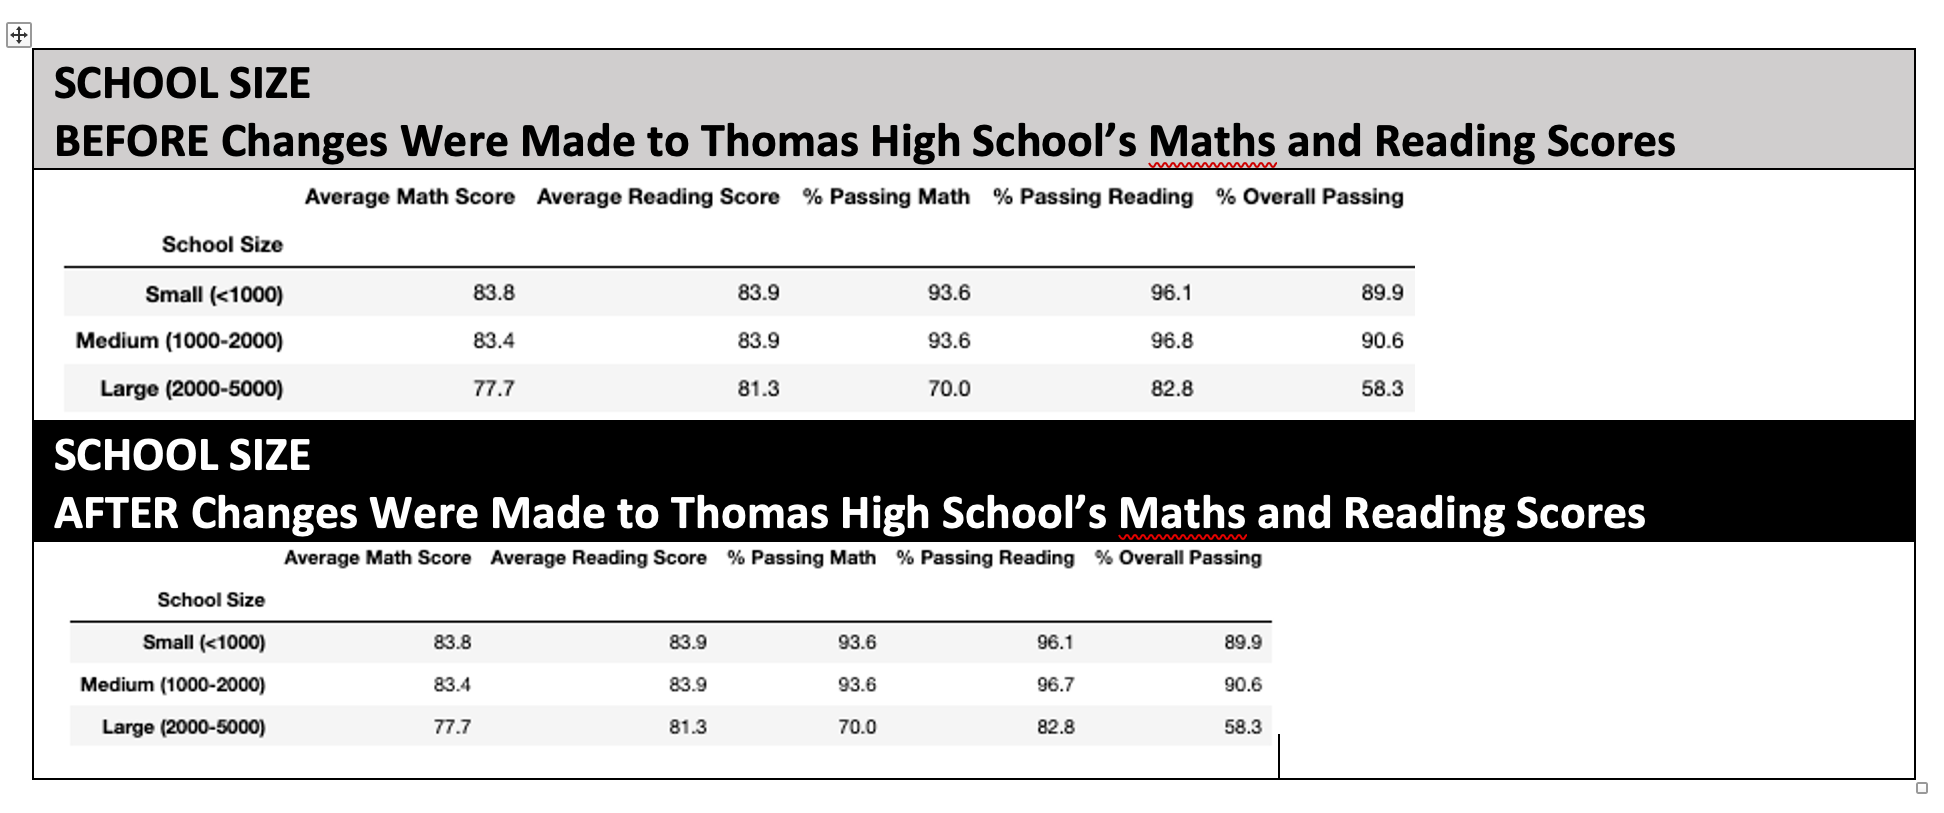 SCHOOL SIZE
BEFORE Changes Were Made to Thomas High School’s Maths and Reading Scores
Average Math Score Average Reading Score % Passing Math % Passing Reading % Overall Passing
School Size
Small (<1000) 83.8 83.9 93.6 96.1 89.9
Medium (1000-2000) 83.4 83.9 93.6 96.8 90.6
Large (2000-5000) 77.7 81.3 70.0 82.8 58.3
SCHOOL SIZE
AFTER Changes Were Made to Thomas High School’s Maths and Reading Scores
Average Math Score Average Reading Score % Passing Math % Passing Reading % Overall Passing
School Size
Small (<1000) 83.8 83.9 93.6 96.1 89.9
Medium (1000-2000) 83.4 83.9 93.6 96.7 90.6
Large (2000-5000) 77.7 81.3 70.0 82.8 58.3